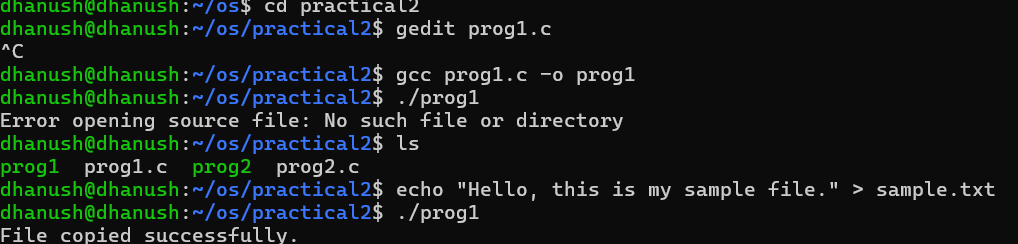 dhanush@dhanush:~/os$ cd practical2
dhanush@dhanush:~/os/practical2$ gedit prog1.c
^C
dhanush@dhanush:~/os/practical2$ gcc prog1.c -o prog1
dhanush@dhanush:~/os/practical2$ ./prog1
Error opening source file: No such file or directory
dhanush@dhanush:~/os/practical2$ ls
prog1  prog1.c  prog2  prog2.c
dhanush@dhanush:~/os/practical2$ echo "Hello, this is my sample file." > sample.txt
dhanush@dhanush:~/os/practical2$ ./prog1
File copied successfully.